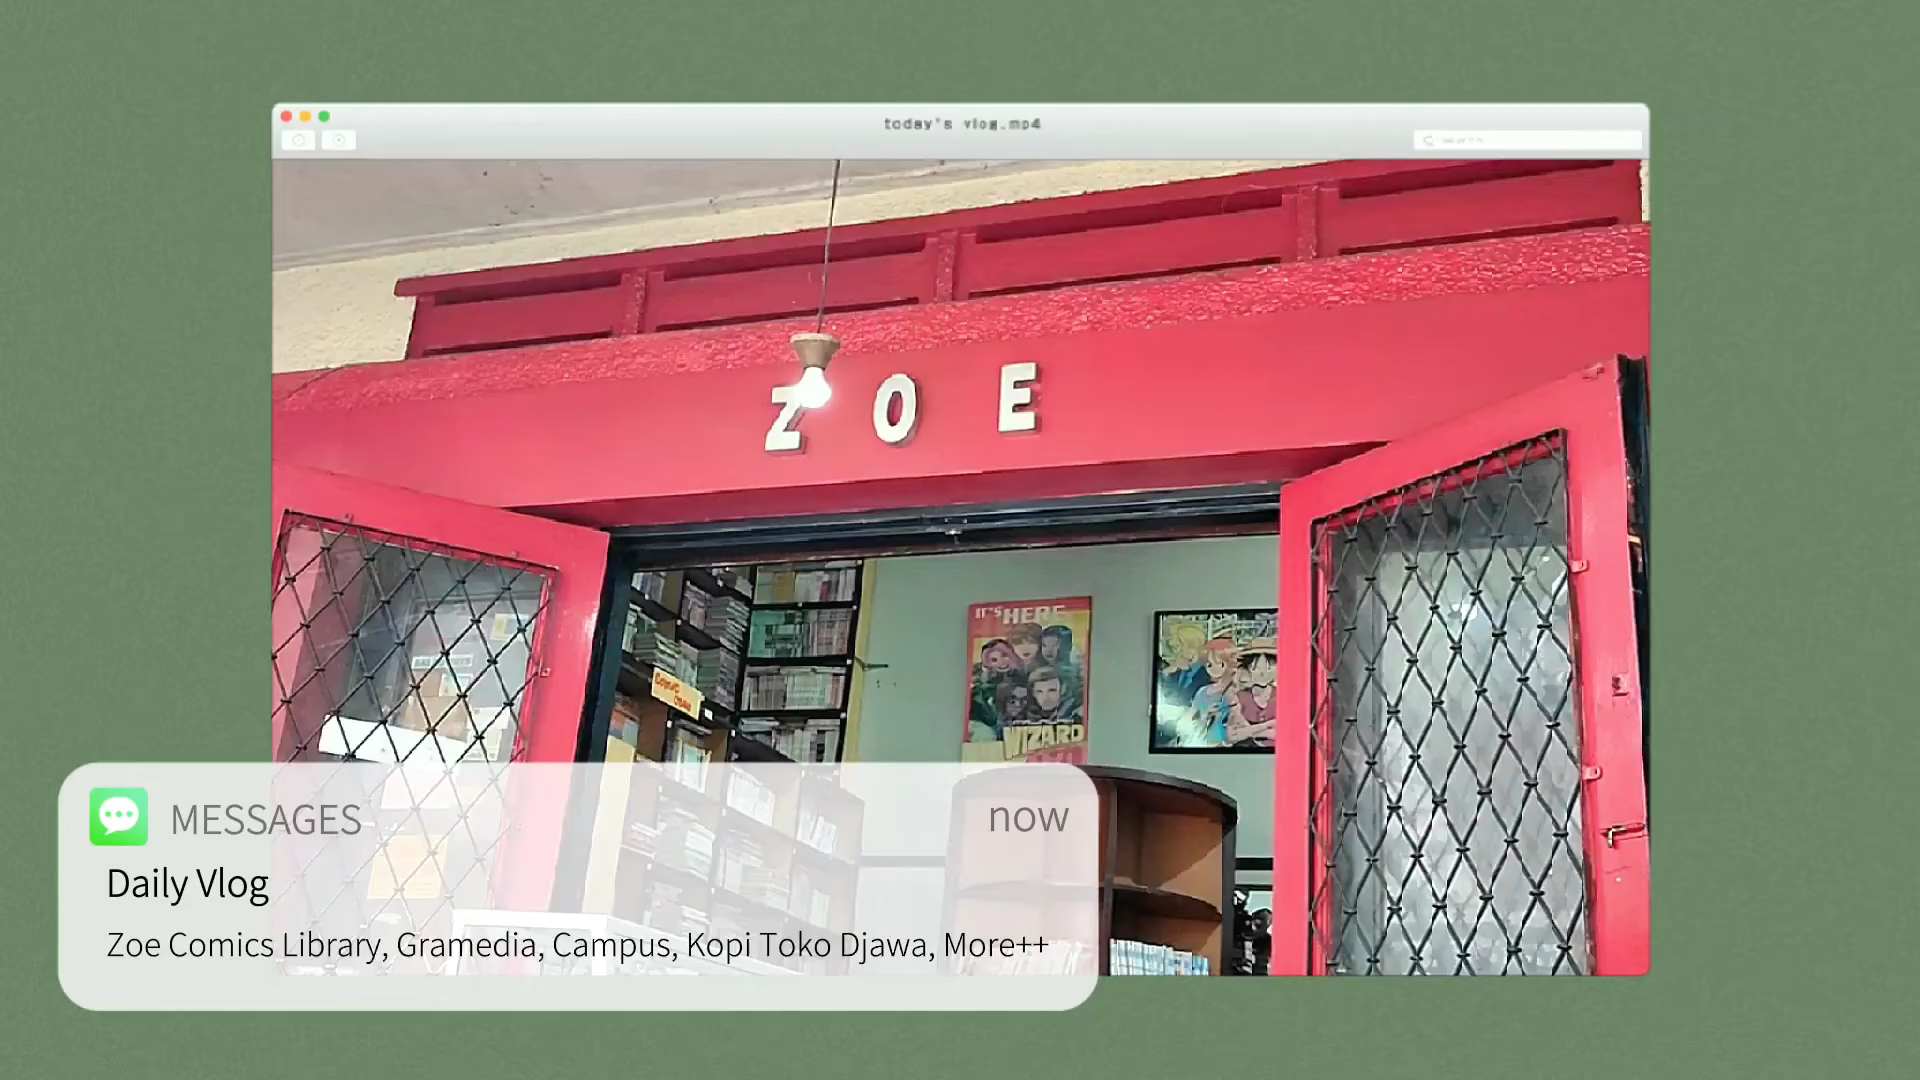 today's vlog.mp4
ZOE
IT'S HERE
WIZARD
MESSAGES
now
Daily Vlog
Zoe Comics Library, Gramedia, Campus, Kopi Toko Djawa, More++